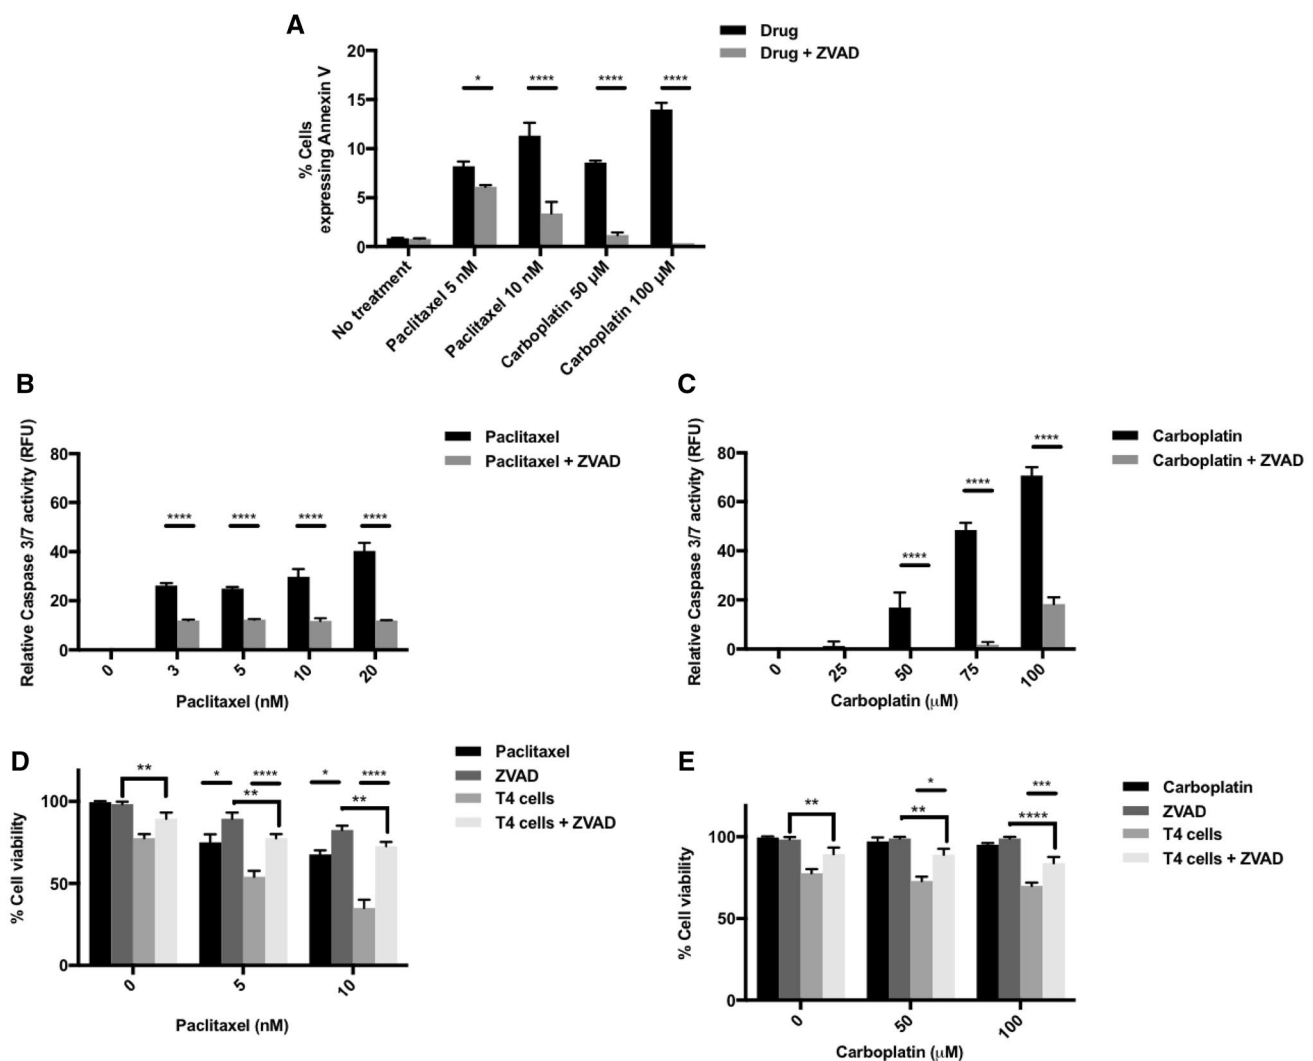 A
Drug
Drug + ZVAD
% Cells
expressing Annexin V
20
15
10
5
0
*
****
****
****
No treatment
Paclitaxel 5 nM
Paclitaxel 10 nM
Carboplatin 50 µM
Carboplatin 100 µM
B
Relative Caspase 3/7 activity (RFU)
80
60
40
20
0
****
****
****
****
Paclitaxel
Paclitaxel + ZVAD
0
3
5
10
20
Paclitaxel (nM)
C
Relative Caspase 3/7 activity (RFU)
80
60
40
20
0
****
****
****
Carboplatin
Carboplatin + ZVAD
0
25
50
75
100
Carboplatin (µM)
D
% Cell viability
100
50
0
**
*
****
**
*
****
**
Paclitaxel
ZVAD
T4 cells
T4 cells + ZVAD
0
5
10
Paclitaxel (nM)
E
% Cell viability
100
50
0
**
*
**
***
****
Carboplatin
ZVAD
T4 cells
T4 cells + ZVAD
0
50
100
Carboplatin (µM)